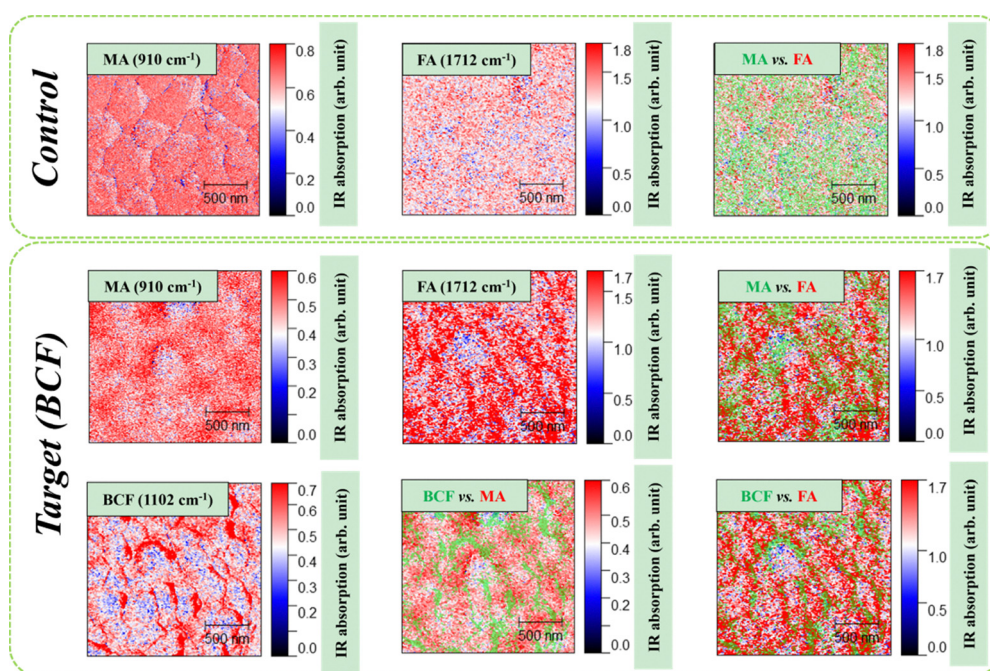 Control
MA (910 cm⁻¹)
0.8
0.6
0.4
0.2
0.0
500 nm
IR absorption (arb. unit)
FA (1712 cm⁻¹)
1.8
1.5
1.0
0.5
0.0
500 nm
IR absorption (arb. unit)
MA vs. FA
1.8
1.5
1.0
0.5
0.0
500 nm
IR absorption (arb. unit)
Target (BCF)
MA (910 cm⁻¹)
0.6
0.5
0.4
0.3
0.2
0.1
0.0
500 nm
IR absorption (arb. unit)
FA (1712 cm⁻¹)
1.7
1.5
1.0
0.5
0.0
500 nm
IR absorption (arb. unit)
MA vs. FA
1.7
1.0
0.5
0.0
500 nm
IR absorption (arb. unit)
BCF (1102 cm⁻¹)
0.7
0.6
0.5
0.4
0.3
0.2
0.1
0.0
500 nm
IR absorption (arb. unit)
BCF vs. MA
0.6
0.5
0.4
0.3
0.2
0.0
500 nm
IR absorption (arb. unit)
BCF vs. FA
1.7
1.0
0.5
0.0
500 nm
IR absorption (arb. unit)